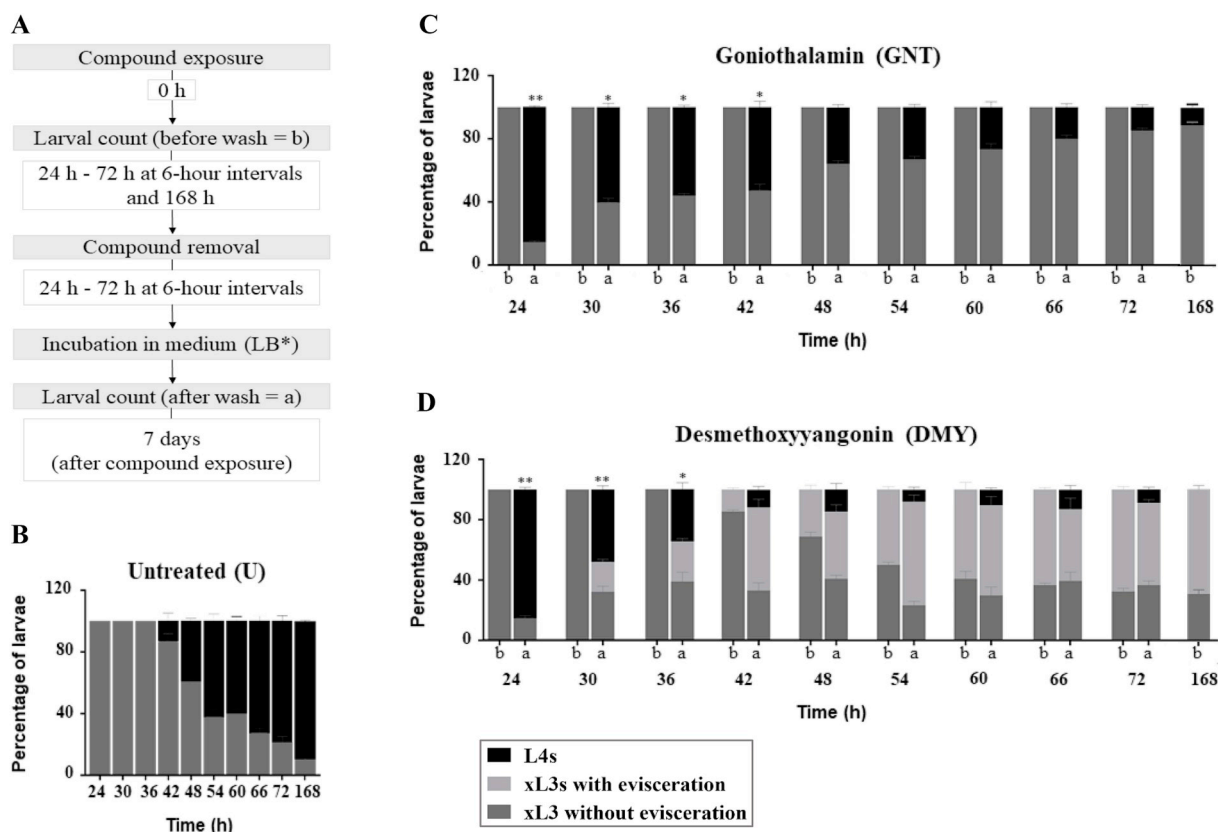 A
Compound exposure
0 h
Larval count (before wash = b)
24 h - 72 h at 6-hour intervals
and 168 h
Compound removal
24 h - 72 h at 6-hour intervals
Incubation in medium (LB*)
Larval count (after wash = a)
7 days
(after compound exposure)
B
Untreated (U)
Percentage of larvae
120
80
40
0
24 30 36 42 48 54 60 66 72 168
Time (h)
C
Goniothalamin (GNT)
Percentage of larvae
120
80
40
0
** * * *
b a b a b a b a b a b a b a b a b a b
24 30 36 42 48 54 60 66 72 168
Time (h)
D
Desmethoxyyangonin (DMY)
Percentage of larvae
120
80
40
0
** ** *
b a b a b a b a b a b a b a b a b a b
24 30 36 42 48 54 60 66 72 168
Time (h)
L4s
xL3s with evisceration
xL3 without evisceration